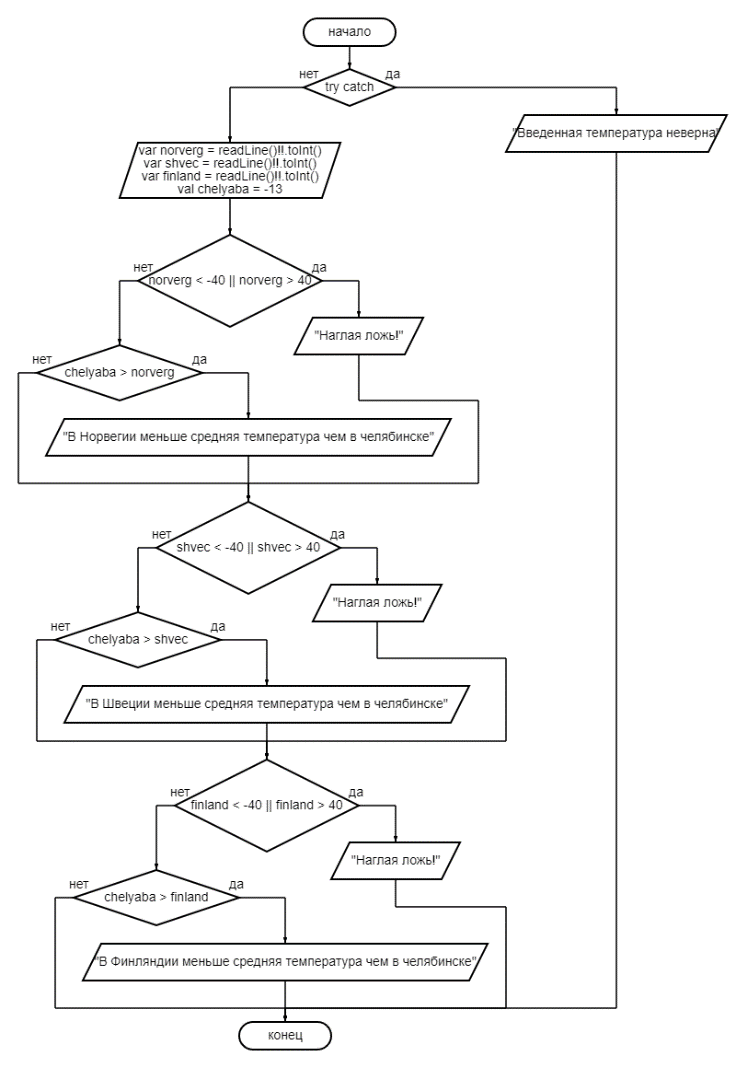 начало
нет
да
try catch
"Введенная температура неверна"
var norverg = readLine()!!.toInt()
var shvec = readLine()!!.toInt()
var finland = readLine()!!.toInt()
val chelyaba = -13
нет
да
norverg < -40 || norverg > 40
"Наглая ложь!"
нет
да
chelyaba > norverg
"В Норвегии меньше средняя температура чем в челябинске"
нет
да
shvec < -40 || shvec > 40
"Наглая ложь!"
нет
да
chelyaba > shvec
"В Швеции меньше средняя температура чем в челябинске"
нет
да
finland < -40 || finland > 40
"Наглая ложь!"
нет
да
chelyaba > finland
"В Финляндии меньше средняя температура чем в челябинске"
конец